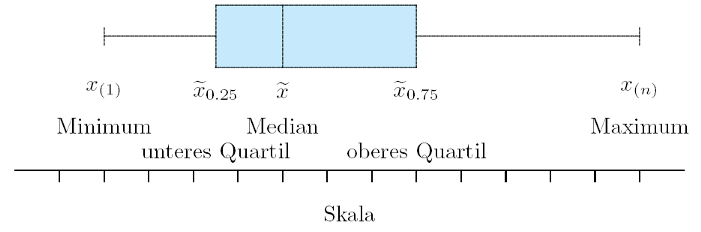 x̃₍₁₎ x̃₀.₂₅ x̃ x̃₀.₇₅ x₍ₙ₎
Minimum Median Maximum
unteres Quartil oberes Quartil
Skala